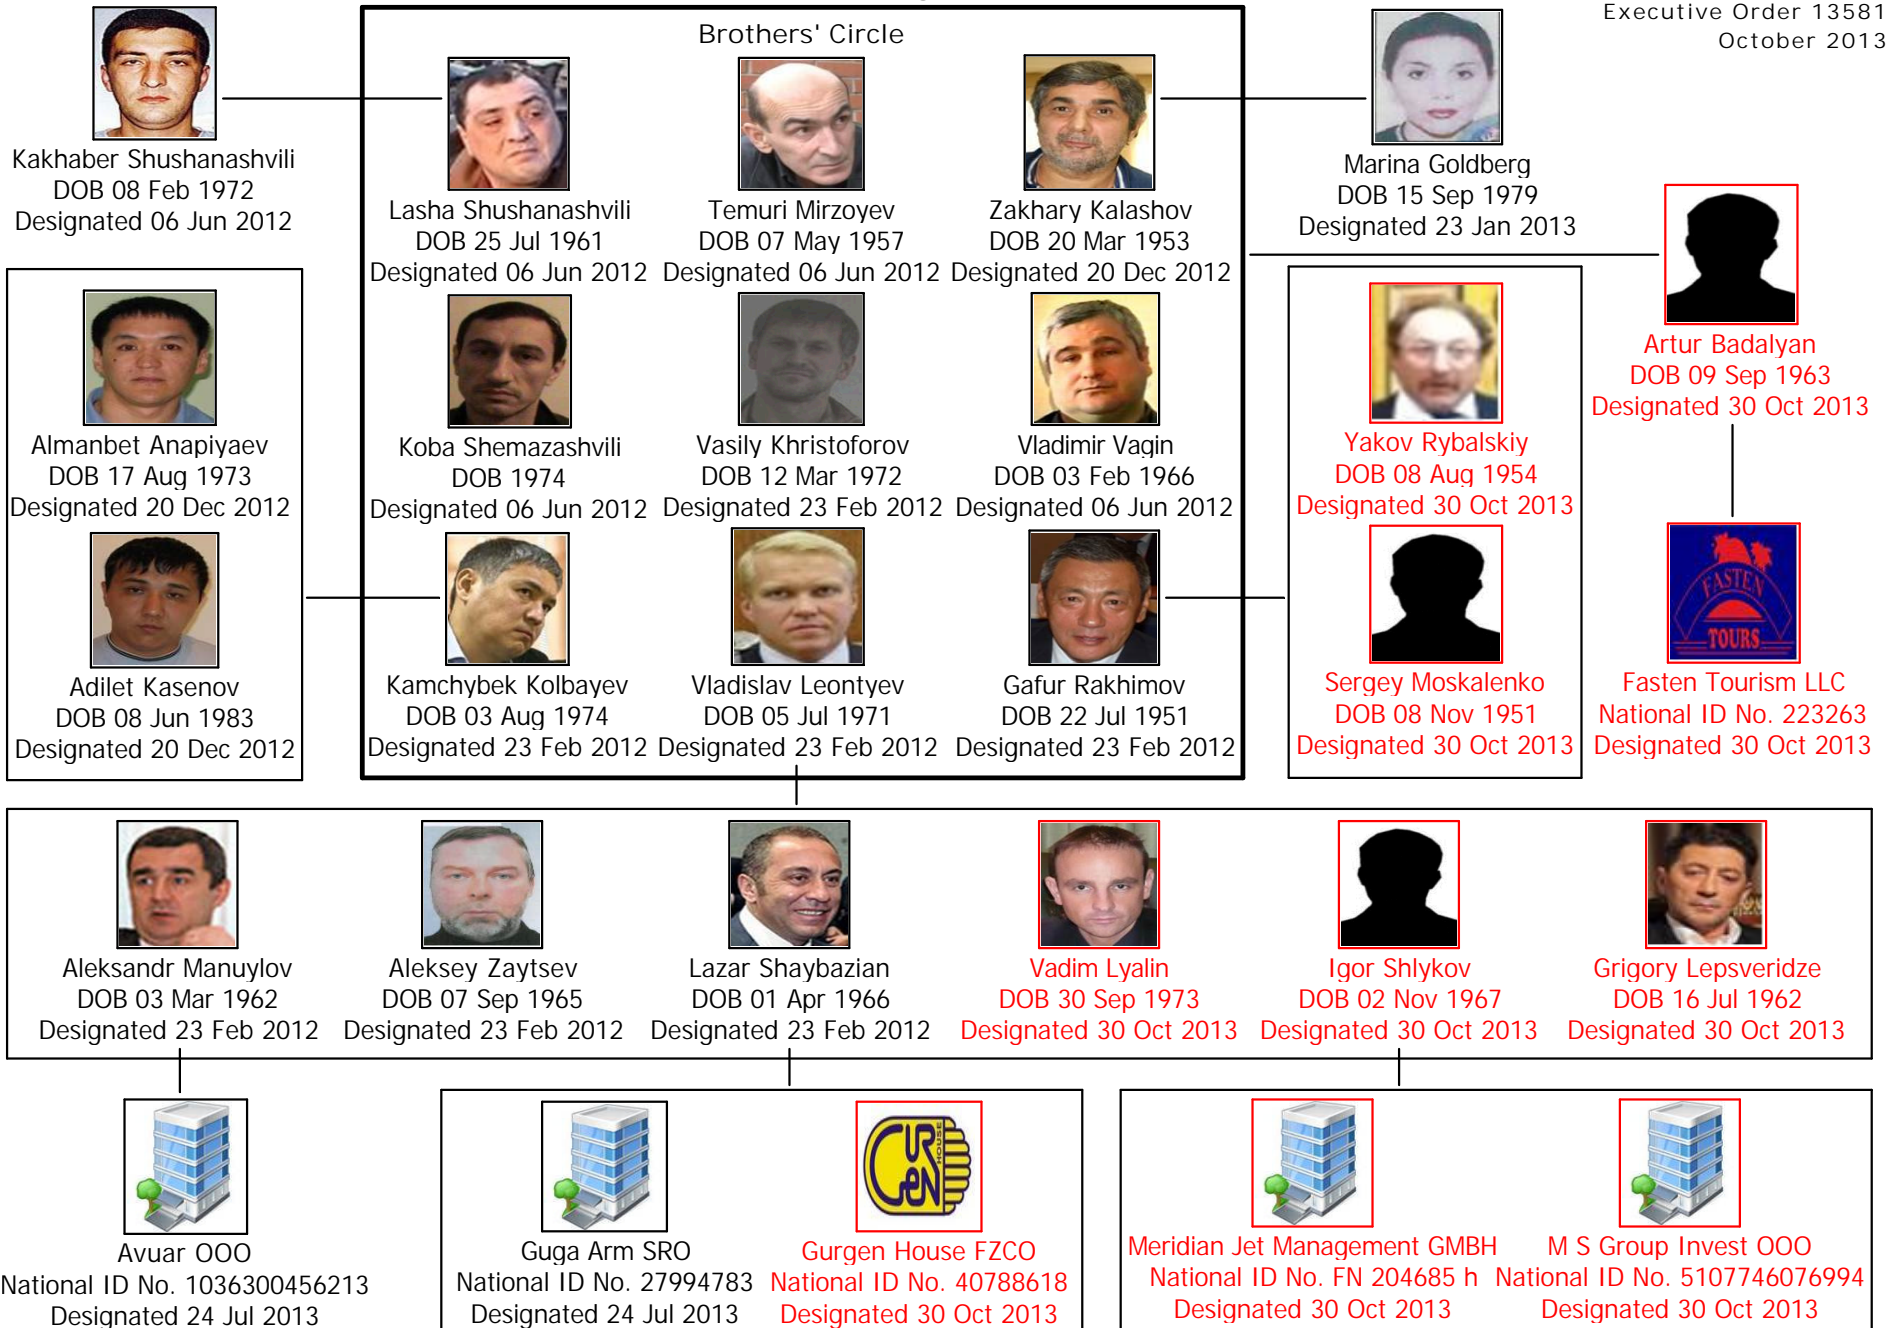 Executive Order 13581
October 2013
Brothers' Circle
Kakhaber Shushanashvili
DOB 08 Feb 1972
Designated 06 Jun 2012
Lasha Shushanashvili
DOB 25 Jul 1961
Designated 06 Jun 2012
Temuri Mirzoyev
DOB 07 May 1957
Designated 06 Jun 2012
Zakhary Kalashov
DOB 20 Mar 1953
Designated 20 Dec 2012
Marina Goldberg
DOB 15 Sep 1979
Designated 23 Jan 2013
Artur Badalyan
DOB 09 Sep 1963
Designated 30 Oct 2013
Almanbet Anapiyaev
DOB 17 Aug 1973
Designated 20 Dec 2012
Koba Shemazashvili
DOB 1974
Designated 06 Jun 2012
Vasily Khristoforov
DOB 12 Mar 1972
Designated 23 Feb 2012
Vladimir Vagin
DOB 03 Feb 1966
Designated 06 Jun 2012
Yakov Rybalskiy
DOB 08 Aug 1954
Designated 30 Oct 2013
Adilet Kasenov
DOB 08 Jun 1983
Designated 20 Dec 2012
Kamchybek Kolbayev
DOB 03 Aug 1974
Designated 23 Feb 2012
Vladislav Leontyev
DOB 05 Jul 1971
Designated 23 Feb 2012
Gafur Rakhimov
DOB 22 Jul 1951
Designated 23 Feb 2012
Sergey Moskalenko
DOB 08 Nov 1951
Designated 30 Oct 2013
FASTEN
TOURS
Fasten Tourism LLC
National ID No. 223263
Designated 30 Oct 2013
Aleksandr Manuylov
DOB 03 Mar 1962
Designated 23 Feb 2012
Aleksey Zaytsev
DOB 07 Sep 1965
Designated 23 Feb 2012
Lazar Shaybazian
DOB 01 Apr 1966
Designated 23 Feb 2012
Vadim Lyalin
DOB 30 Sep 1973
Designated 30 Oct 2013
Igor Shlykov
DOB 02 Nov 1967
Designated 30 Oct 2013
Grigory Lepsveridze
DOB 16 Jul 1962
Designated 30 Oct 2013
Avuar OOO
National ID No. 1036300456213
Designated 24 Jul 2013
Guga Arm SRO
National ID No. 27994783
Designated 24 Jul 2013
GURGEN
HOUSE
Gurgen House FZCO
National ID No. 40788618
Designated 30 Oct 2013
Meridian Jet Management GMBH
National ID No. FN 204685 h
Designated 30 Oct 2013
M S Group Invest OOO
National ID No. 5107746076994
Designated 30 Oct 2013